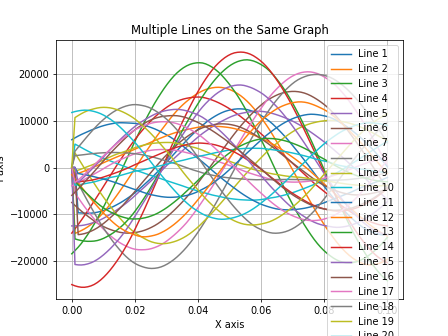 Multiple Lines on the Same Graph
20000
10000
0
−10000
−20000
0.00
0.02
0.04
0.06
X axis
Line 1
Line 2
Line 3
Line 4
Line 5
Line 6
Line 7
Line 8
Line 9
Line 10
Line 11
Line 12
Line 13
Line 14
Line 15
Line 16
Line 17
Line 18
Line 19
Line 20